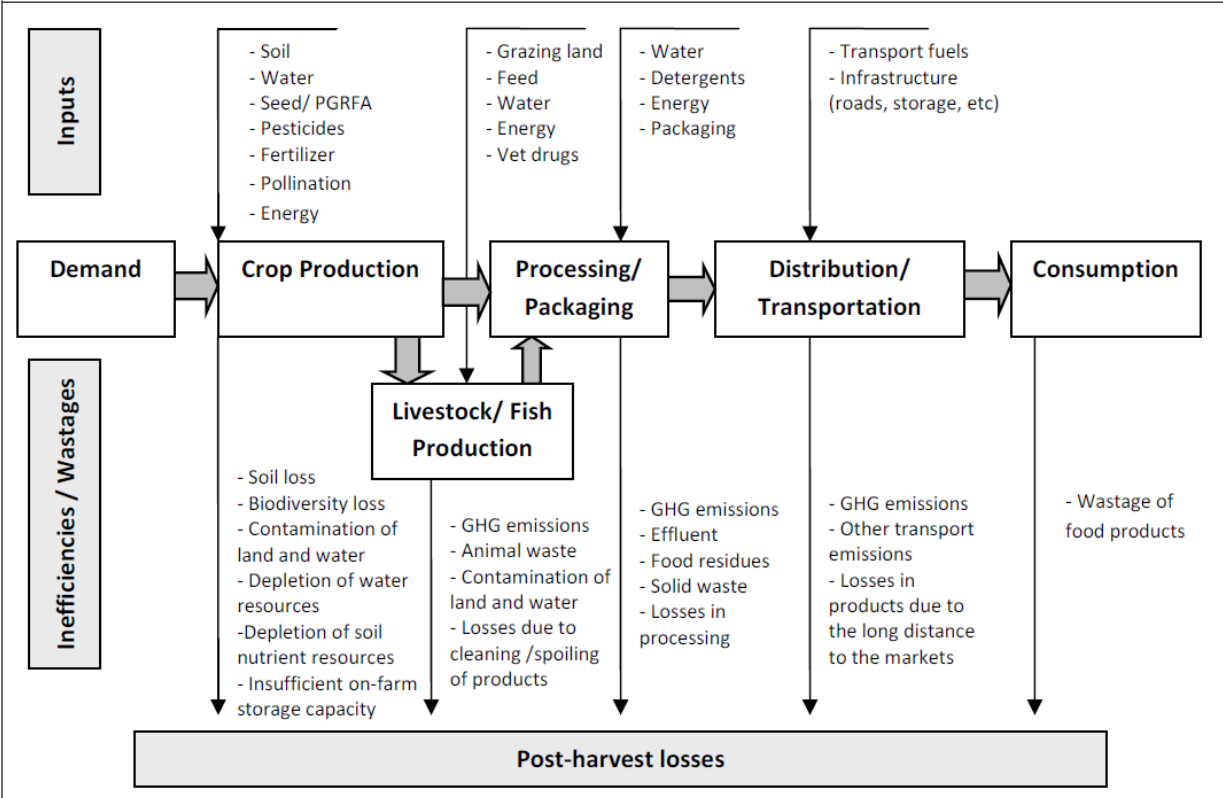 Inputs
- Soil
- Water
- Seed/ PGRFA
- Pesticides
- Fertilizer
- Pollination
- Energy
- Grazing land
- Feed
- Water
- Energy
- Vet drugs
- Water
- Detergents
- Energy
- Packaging
- Transport fuels
- Infrastructure
(roads, storage, etc)
Demand
Crop Production
Processing/
Packaging
Distribution/
Transportation
Consumption
Livestock/ Fish
Production
Inefficiencies / Wastages
- Soil loss
- Biodiversity loss
- Contamination of
land and water
- Depletion of water
resources
-Depletion of soil
nutrient resources
- Insufficient on-farm
storage capacity
- GHG emissions
- Animal waste
- Contamination of
land and water
- Losses due to
cleaning /spoiling
of products
- GHG emissions
- Effluent
- Food residues
- Solid waste
- Losses in
processing
- GHG emissions
- Other transport
emissions
- Losses in
products due to
the long distance
to the markets
- Wastage of
food products
Post-harvest losses